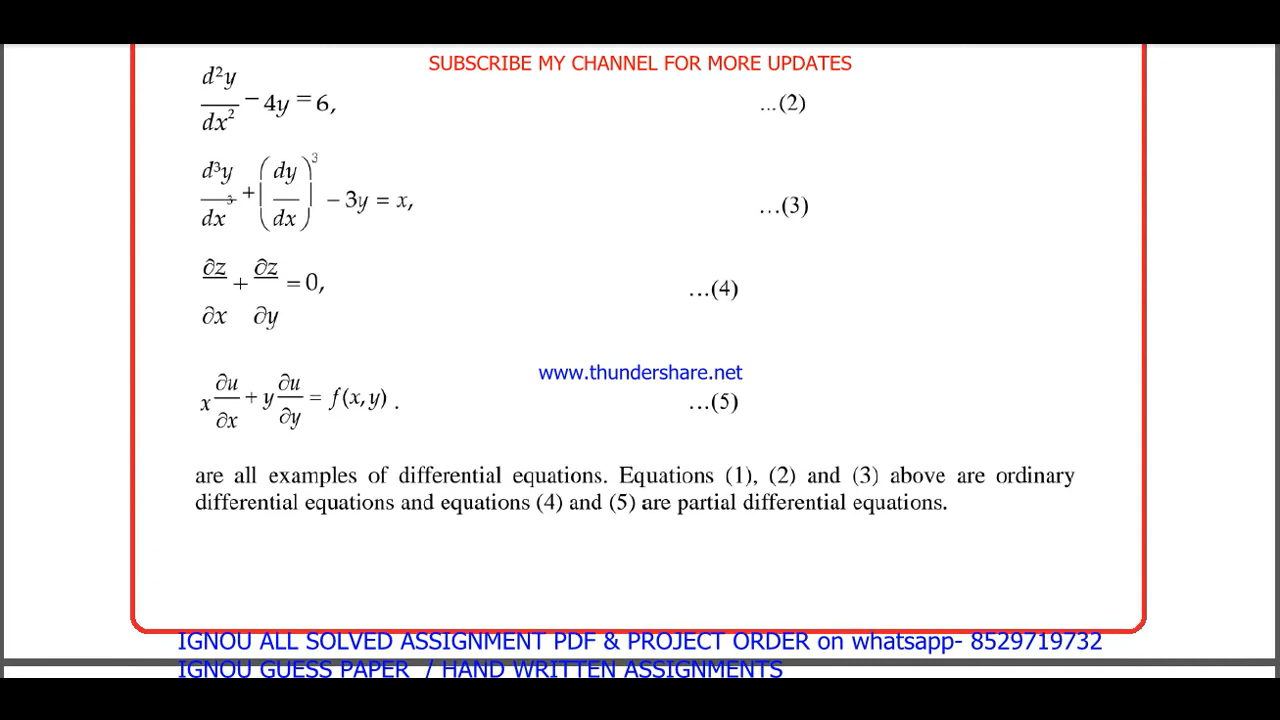 SUBSCRIBE MY CHANNEL FOR MORE UPDATES
d²y/dx² − 4y = 6, ...(2)
d³y/dx³ + (dy/dx)³ − 3y = x, ...(3)
∂z/∂x + ∂z/∂y = 0, ...(4)
www.thundershare.net
x ∂u/∂x + y ∂u/∂y = f(x, y) . ...(5)
are all examples of differential equations. Equations (1), (2) and (3) above are ordinary
differential equations and equations (4) and (5) are partial differential equations.
IGNOU ALL SOLVED ASSIGNMENT PDF & PROJECT ORDER on whatsapp- 8529719732
IGNOU GUESS PAPER / HAND WRITTEN ASSIGNMENTS